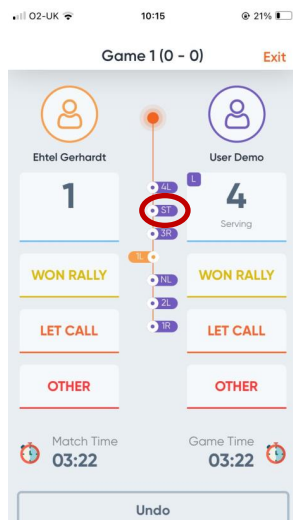 O2-UK 10:15 21%
Game 1 (0 - 0) Exit
Ehtel Gerhardt User Demo
4L
L
1 4
ST
Serving
3R
1L
NL
WON RALLY WON RALLY
2L
1R
LET CALL LET CALL
OTHER OTHER
Match Time Game Time
03:22 03:22
Undo